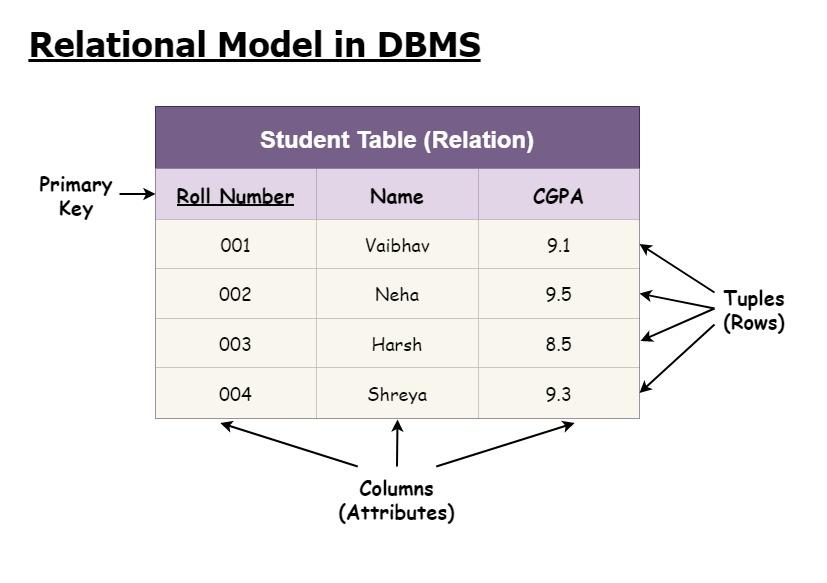 Relational Model in DBMS
Student Table (Relation)
Primary
Key
Roll Number Name CGPA
001 Vaibhav 9.1
002 Neha 9.5
003 Harsh 8.5
004 Shreya 9.3
Tuples
(Rows)
Columns
(Attributes)